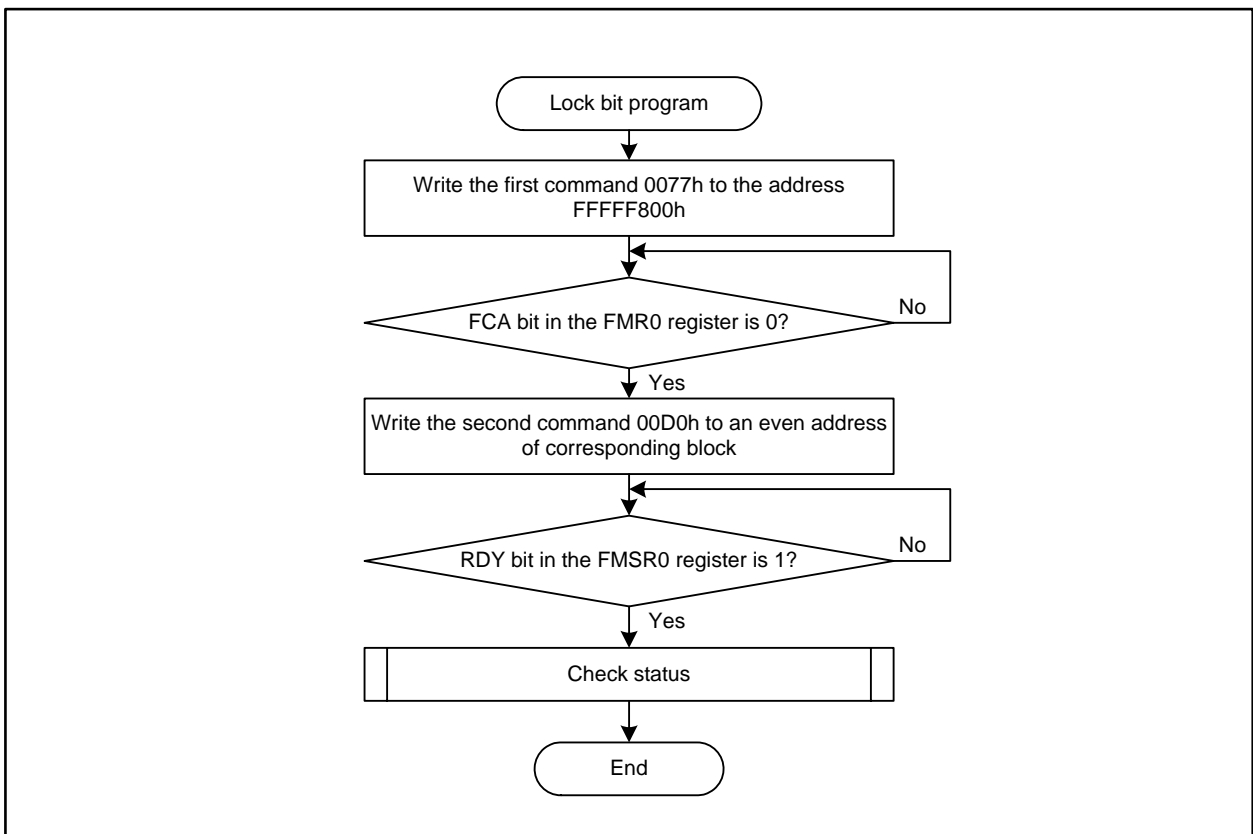 Lock bit program
Write the first command 0077h to the address
FFFFF800h
FCA bit in the FMR0 register is 0?
No
Yes
Write the second command 00D0h to an even address
of corresponding block
RDY bit in the FMSR0 register is 1?
No
Yes
Check status
End